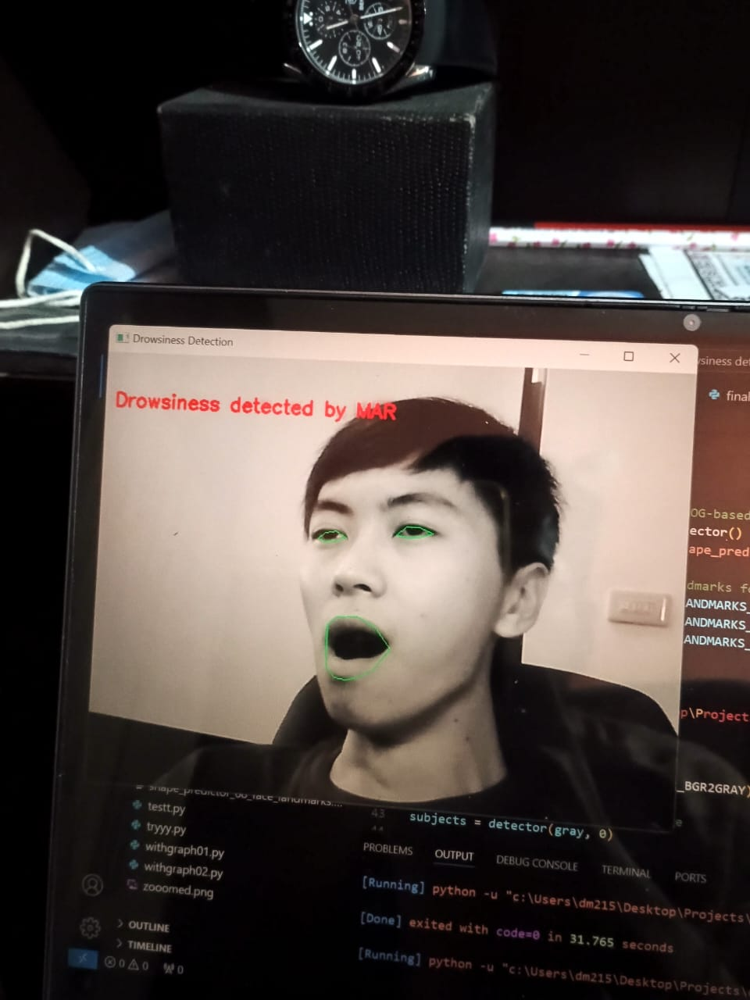 Drowsiness Detection
Drowsiness detected by MAR
siness det
final
OG-based
ector()
ape_pred
dmarks fo
ANDMARKS_
ANDMARKS_
ANDMARKS_
p\Project
_BGR2GRAY)
e
shape_predictor_68_face_landmarks....
testt.py
tryyy.py
withgraph01.py
withgraph02.py
zooomed.png
OUTLINE
TIMELINE
0 0 0
43
44
subjects = detector(gray, 0)
PROBLEMS OUTPUT DEBUG CONSOLE TERMINAL PORTS
[Running] python -u "c:\Users\dm215\Desktop\Projects\
[Done] exited with code=0 in 31.765 seconds
[Running] python -u "c:\Users\dm215\Desktop\Projects\